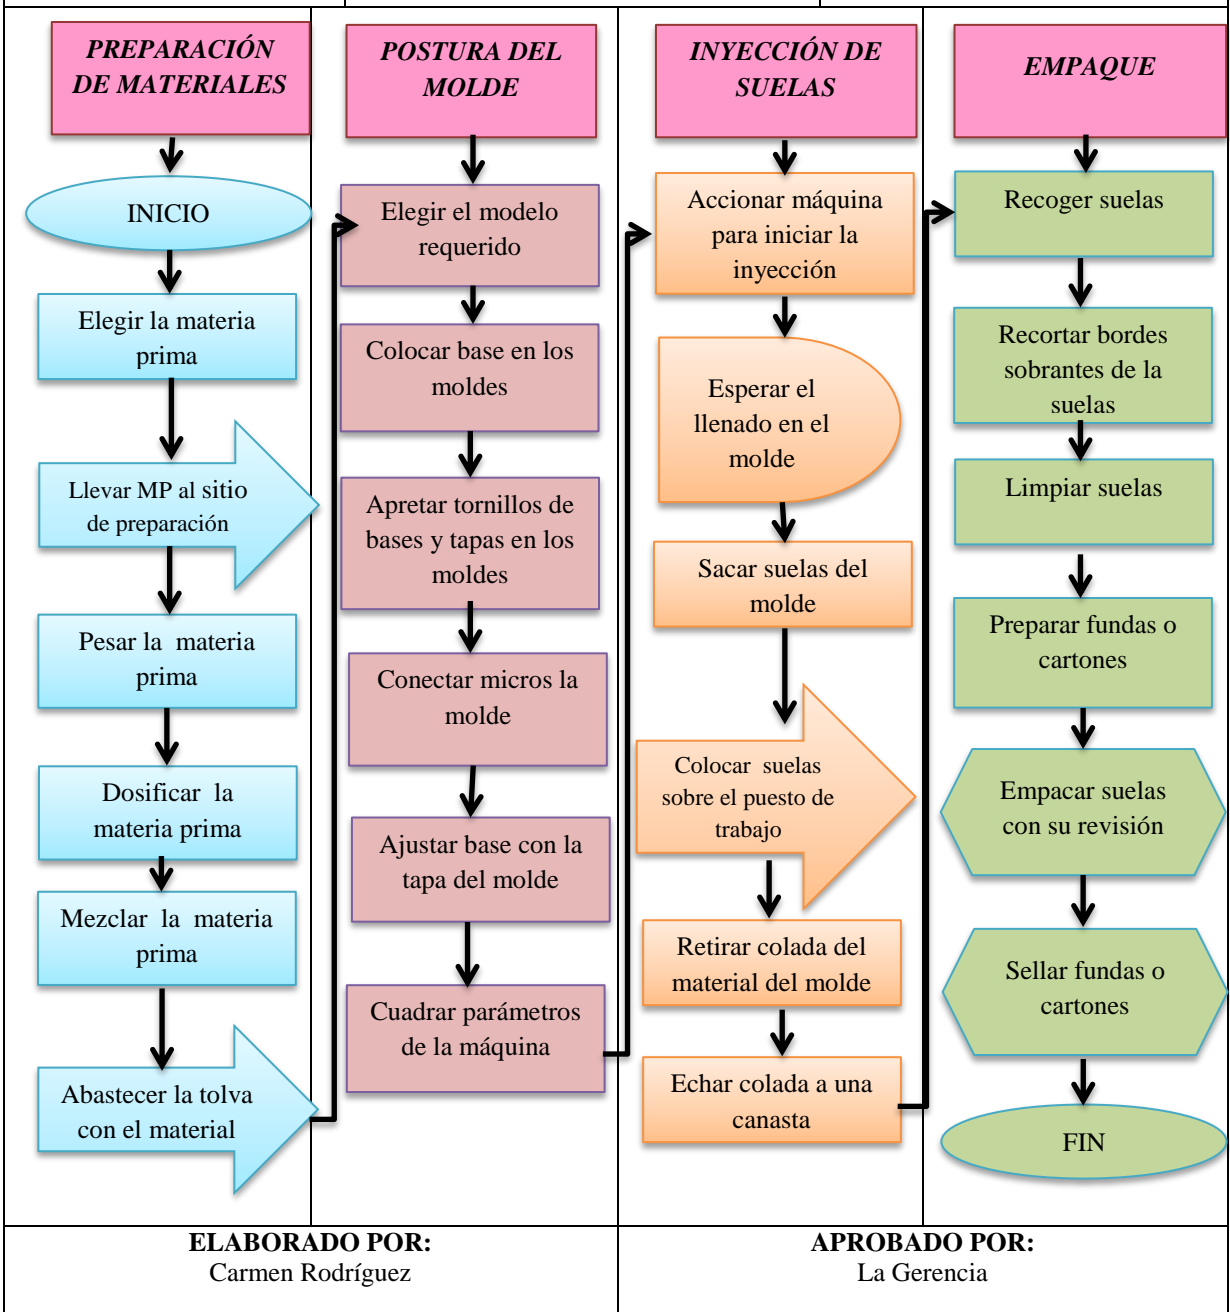 PREPARACIÓN
DE MATERIALES
INICIO
Elegir la materia
prima
Llevar MP al sitio
de preparación
Pesar la materia
prima
Dosificar la
materia prima
Mezclar la materia
prima
Abastecer la tolva
con el material
POSTURA DEL
MOLDE
Elegir el modelo
requerido
Colocar base en los
moldes
Apretar tornillos de
bases y tapas en los
moldes
Conectar micros la
molde
Ajustar base con la
tapa del molde
Cuadrar parámetros
de la máquina
INYECCIÓN DE
SUELAS
Accionar máquina
para iniciar la
inyección
Esperar el
llenado en el
molde
Sacar suelas del
molde
Colocar suelas
sobre el puesto de
trabajo
Retirar colada del
material del molde
Echar colada a una
canasta
EMPAQUE
Recoger suelas
Recortar bordes
sobrantes de la
suelas
Limpiar suelas
Preparar fundas o
cartones
Empacar suelas
con su revisión
Sellar fundas o
cartones
FIN
ELABORADO POR:
Carmen Rodríguez
APROBADO POR:
La Gerencia